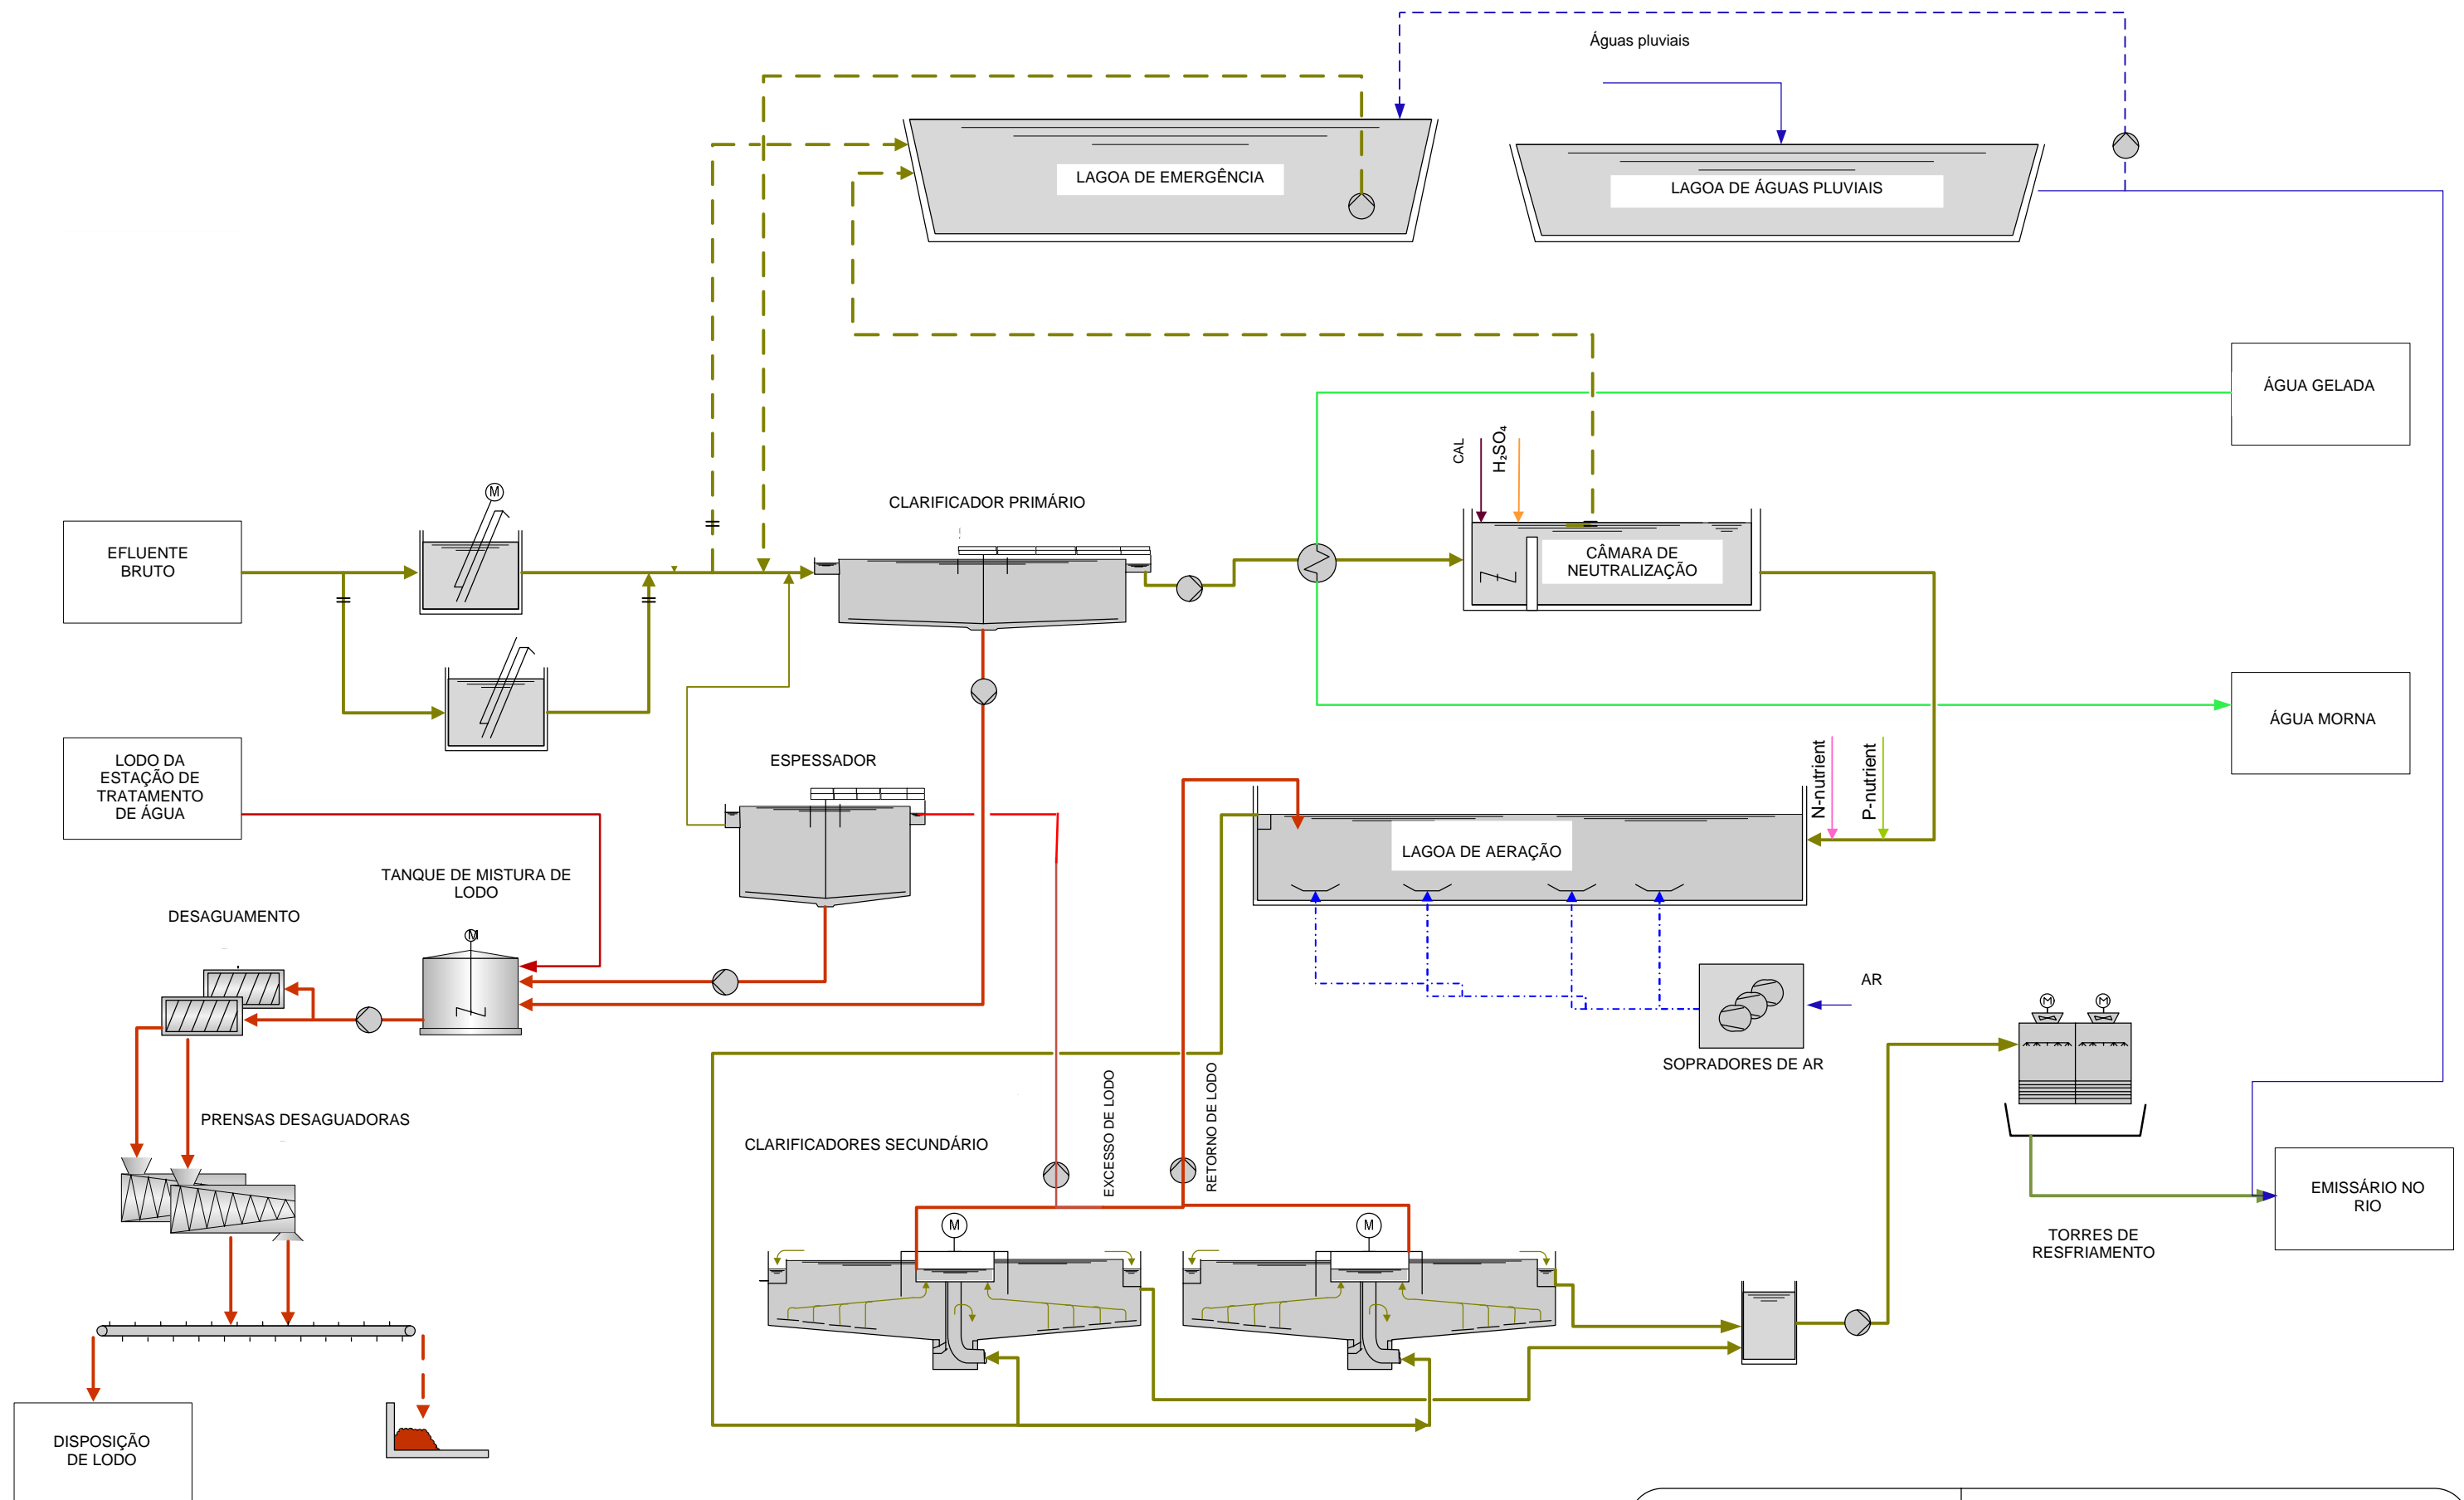 Águas pluviais
LAGOA DE EMERGÊNCIA
LAGOA DE ÁGUAS PLUVIAIS
ÁGUA GELADA
CAL
H₂SO₄
M
CLARIFICADOR PRIMÁRIO
EFLUENTE
BRUTO
CÂMARA DE
NEUTRALIZAÇÃO
ÁGUA MORNA
LODO DA
ESTAÇÃO DE
TRATAMENTO
DE ÁGUA
ESPESSADOR
N-nutrient
P-nutrient
LAGOA DE AERAÇÃO
TANQUE DE MISTURA DE
LODO
DESAGUAMENTO
M
AR
M
M
SOPRADORES DE AR
PRENSAS DESAGUADORAS
CLARIFICADORES SECUNDÁRIO
EXCESSO DE LODO
RETORNO DE LODO
EMISSÁRIO NO
RIO
M
M
TORRES DE
RESFRIAMENTO
DISPOSIÇÃO
DE LODO